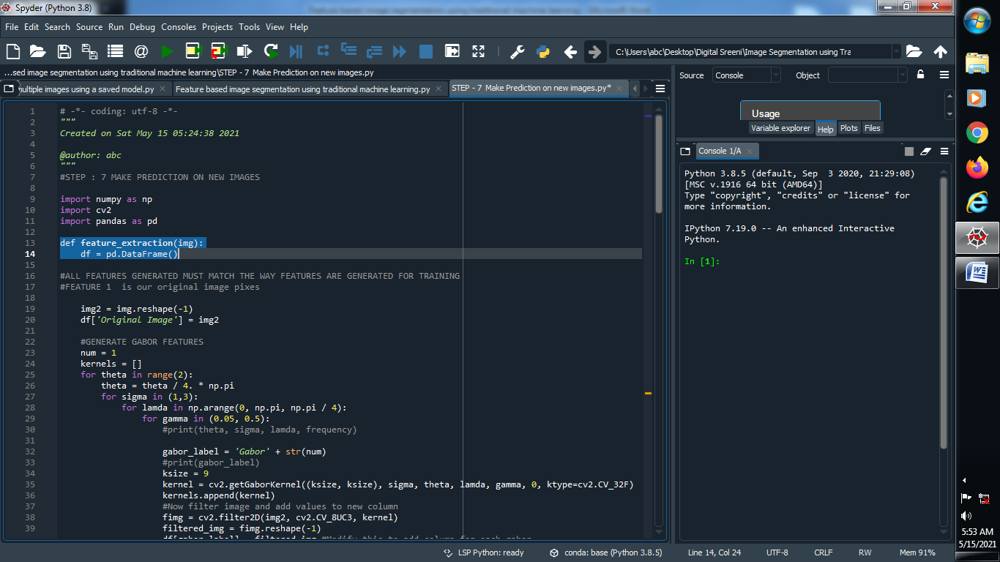 Spyder (Python 3.8)
File Edit Search Source Run Debug Consoles Projects Tools View Help
C:\Users\abc\Desktop\Digital Sreeni\Image Segmentation using Tra
...sed image segmentation using traditional machine learning\STEP - 7 Make Prediction on new images.py
ultiple images using a saved model.py
Feature based image segmentation using traditional machine learning.py
STEP - 7 Make Prediction on new images.py*
1 # -*- coding: utf-8 -*-
2 """
3 Created on Sat May 15 05:24:38 2021
4
5 @author: abc
6 """
7 #STEP : 7 MAKE PREDICTION ON NEW IMAGES
8
9 import numpy as np
10 import cv2
11 import pandas as pd
12
13 def feature_extraction(img):
14     df = pd.DataFrame()
15
16 #ALL FEATURES GENERATED MUST MATCH THE WAY FEATURES ARE GENERATED FOR TRAINING
17 #FEATURE 1  is our original image pixes
18
19     img2 = img.reshape(-1)
20     df['Original Image'] = img2
21
22     #GENERATE GABOR FEATURES
23     num = 1
24     kernels = []
25     for theta in range(2):
26         theta = theta / 4. * np.pi
27         for sigma in (1,3):
28             for lamda in np.arange(0, np.pi, np.pi / 4):
29                 for gamma in (0.05, 0.5):
30                     #print(theta, sigma, lamda, frequency)
31
32                     gabor_label = 'Gabor' + str(num)
33                     #print(gabor_label)
34                     ksize = 9
35                     kernel = cv2.getGaborKernel((ksize, ksize), sigma, theta, lamda, gamma, 0, ktype=cv2.CV_32F)
36                     kernels.append(kernel)
37                     #Now filter image and add values to new column
38                     fimg = cv2.filter2D(img2, cv2.CV_8UC3, kernel)
39                     filtered_img = fimg.reshape(-1)
Source Console Object
Usage
Variable explorer Help Plots Files
Console 1/A
Python 3.8.5 (default, Sep  3 2020, 21:29:08)
[MSC v.1916 64 bit (AMD64)]
Type "copyright", "credits" or "license" for
more information.
IPython 7.19.0 -- An enhanced Interactive
Python.
In [1]:
LSP Python: ready
conda: base (Python 3.8.5)
Line 14, Col 24
UTF-8
CRLF
RW
Mem 91%
5:53 AM
5/15/2021